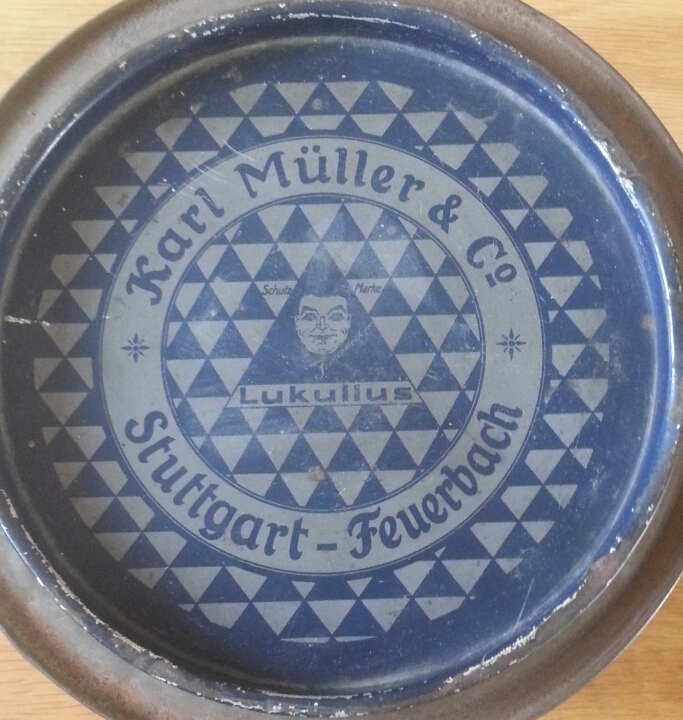 Karl Müller & Cº
Schutz Marke
Lukullus
Stuttgart - Feuerbach